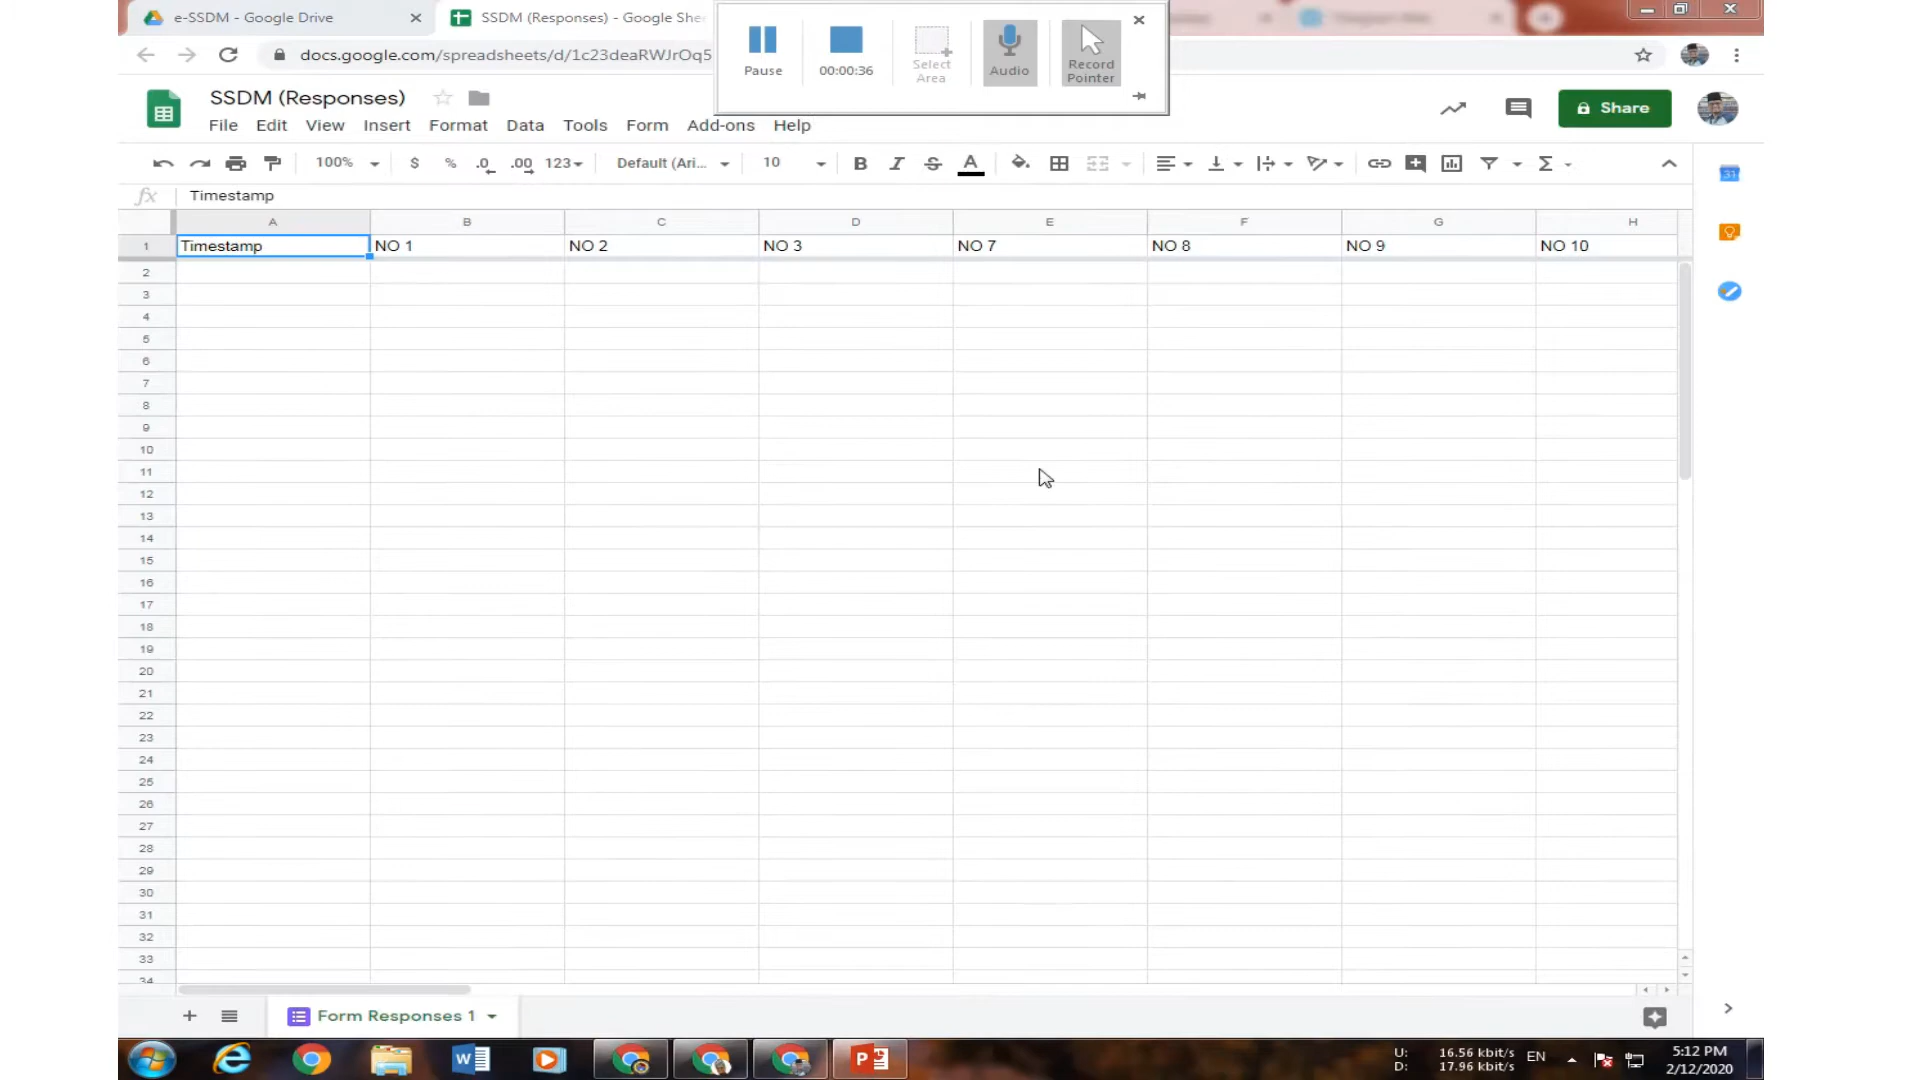 e-SSDM - Google Drive
SSDM (Responses) - Google She
docs.google.com/spreadsheets/d/1c23deaRWJrOq5
Pause
00:00:36
Select
Area
Audio
Record
Pointer
SSDM (Responses)
File Edit View Insert Format Data Tools Form Add-ons Help
Share
100% $ % .0 .00 123 Default (Ari... 10 B I S A Σ
fx Timestamp
A B C D E F G H
1 Timestamp NO 1 NO 2 NO 3 NO 7 NO 8 NO 9 NO 10
2
3
4
5
6
7
8
9
10
11
12
13
14
15
16
17
18
19
20
21
22
23
24
25
26
27
28
29
30
31
32
33
34
31
Form Responses 1
U: 16.56 kbit/s
D: 17.96 kbit/s
EN
5:12 PM
2/12/2020